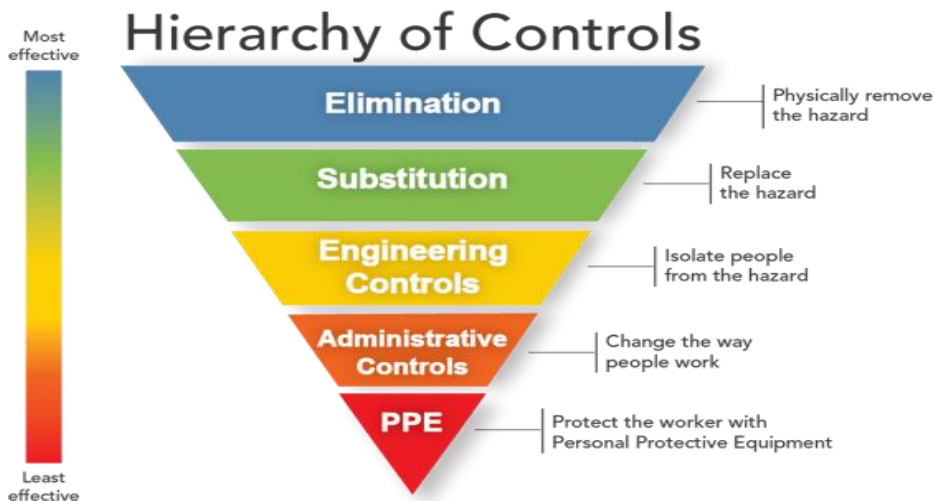 Hierarchy of Controls
Most
effective
Elimination
Physically remove
the hazard
Substitution
Replace
the hazard
Engineering
Controls
Isolate people
from the hazard
Administrative
Controls
Change the way
people work
PPE
Protect the worker with
Personal Protective Equipment
Least
effective